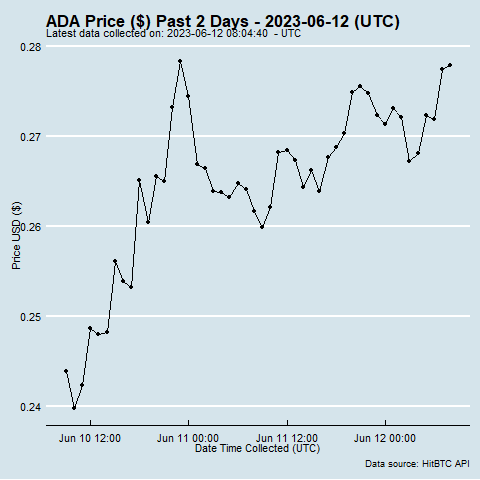 ADA Price ($) Past 2 Days - 2023-06-12 (UTC)
Latest data collected on: 2023-06-12 08:04:40 - UTC
0.28
0.27
0.26
0.25
0.24
Price USD ($)
Jun 10 12:00
Jun 11 00:00
Jun 11 12:00
Jun 12 00:00
Date Time Collected (UTC)
Data source: HitBTC API